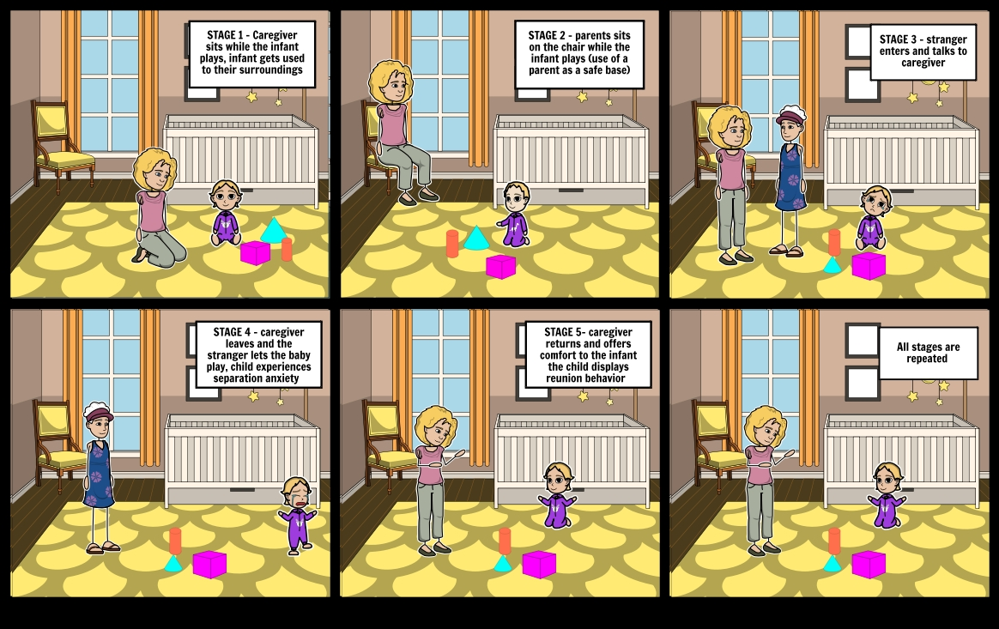 STAGE 1 - Caregiver
sits while the infant
plays, infant gets used
to their surroundings
STAGE 2 - parents sits
on the chair while the
infant plays (use of a
parent as a safe base)
STAGE 3 - stranger
enters and talks to
caregiver
STAGE 4 - caregiver
leaves and the
stranger lets the baby
play, child experiences
separation anxiety
STAGE 5- caregiver
returns and offers
comfort to the infant
the child displays
reunion behavior
All stages are
repeated